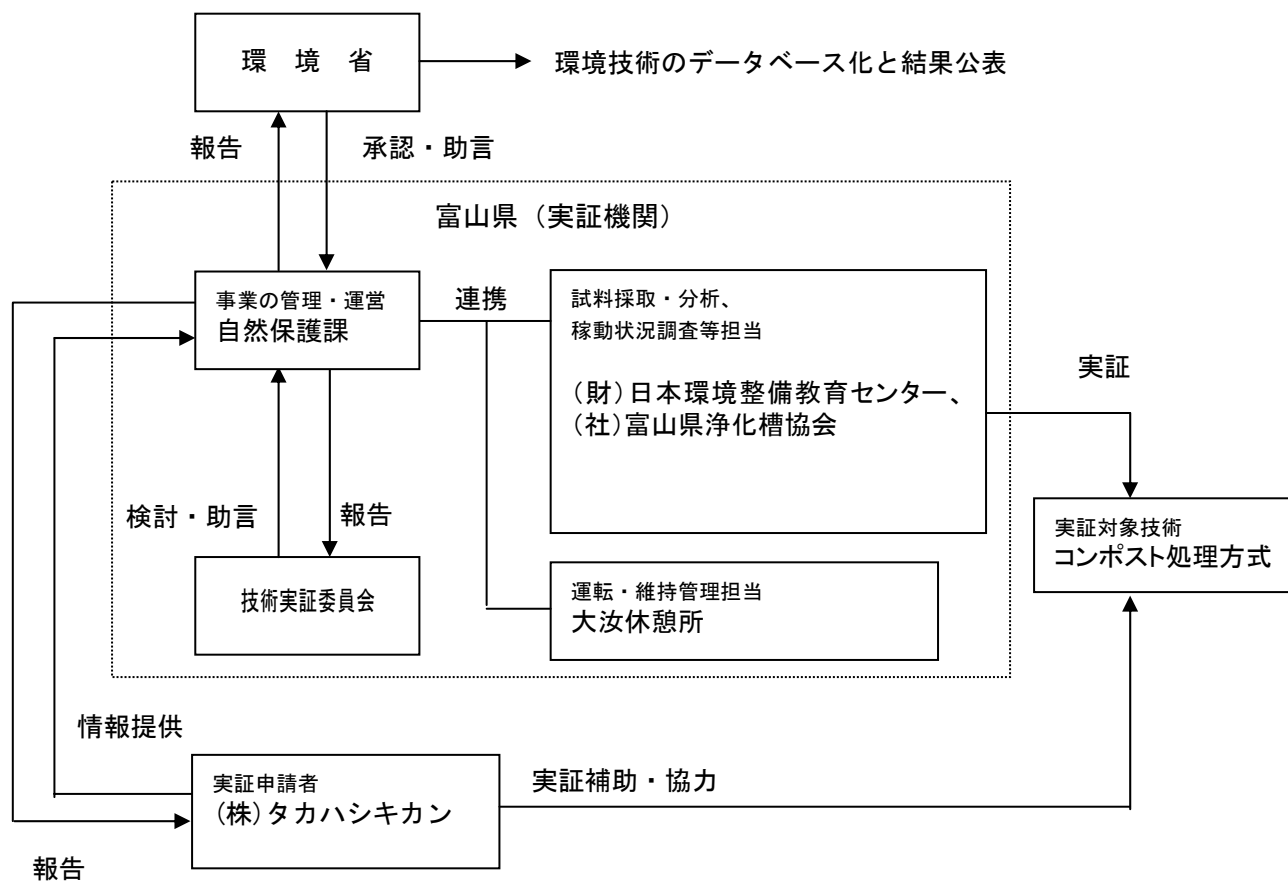 環 境 省
環境技術のデータベース化と結果公表
報告
承認・助言
富山県（実証機関）
事業の管理・運営
自然保護課
連携
試料採取・分析、
稼動状況調査等担当
（財）日本環境整備教育センター、
（社）富山県浄化槽協会
実証
検討・助言
報告
実証対象技術
コンポスト処理方式
技術実証委員会
運転・維持管理担当
大汝休憩所
情報提供
実証申請者
（株）タカハシキカン
実証補助・協力
報告